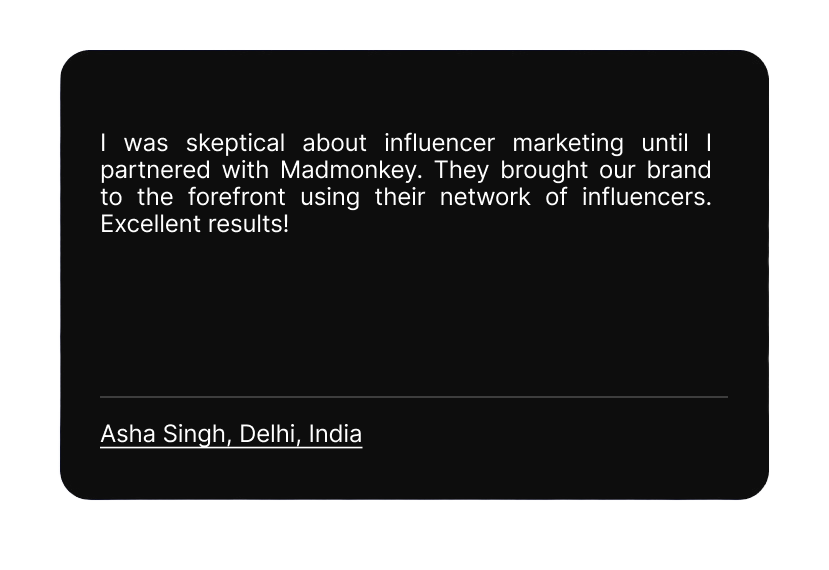 I was skeptical about influencer marketing until I
partnered with Madmonkey. They brought our brand
to the forefront using their network of influencers.
Excellent results!
Asha Singh, Delhi, India